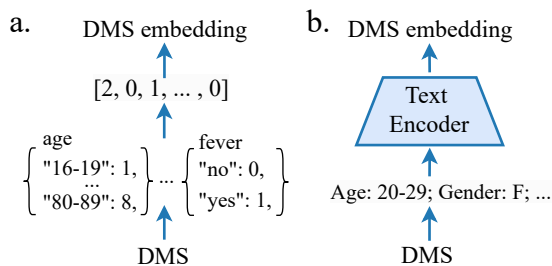 a.
DMS embedding
[2, 0, 1, ... , 0]
age
"16-19": 1,
...
"80-89": 8,
...
fever
"no": 0,
"yes": 1,
DMS
b.
DMS embedding
Text
Encoder
Age: 20-29; Gender: F; ...
DMS